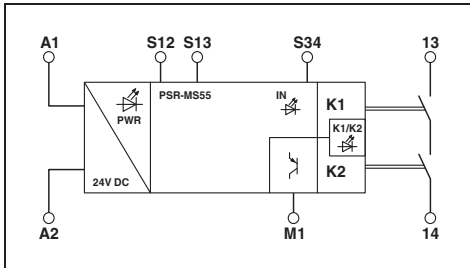 A1 S12 S13 S34 13
PSR-MS55 IN K1
PWR K1/K2
24V DC K2
A2 M1 14